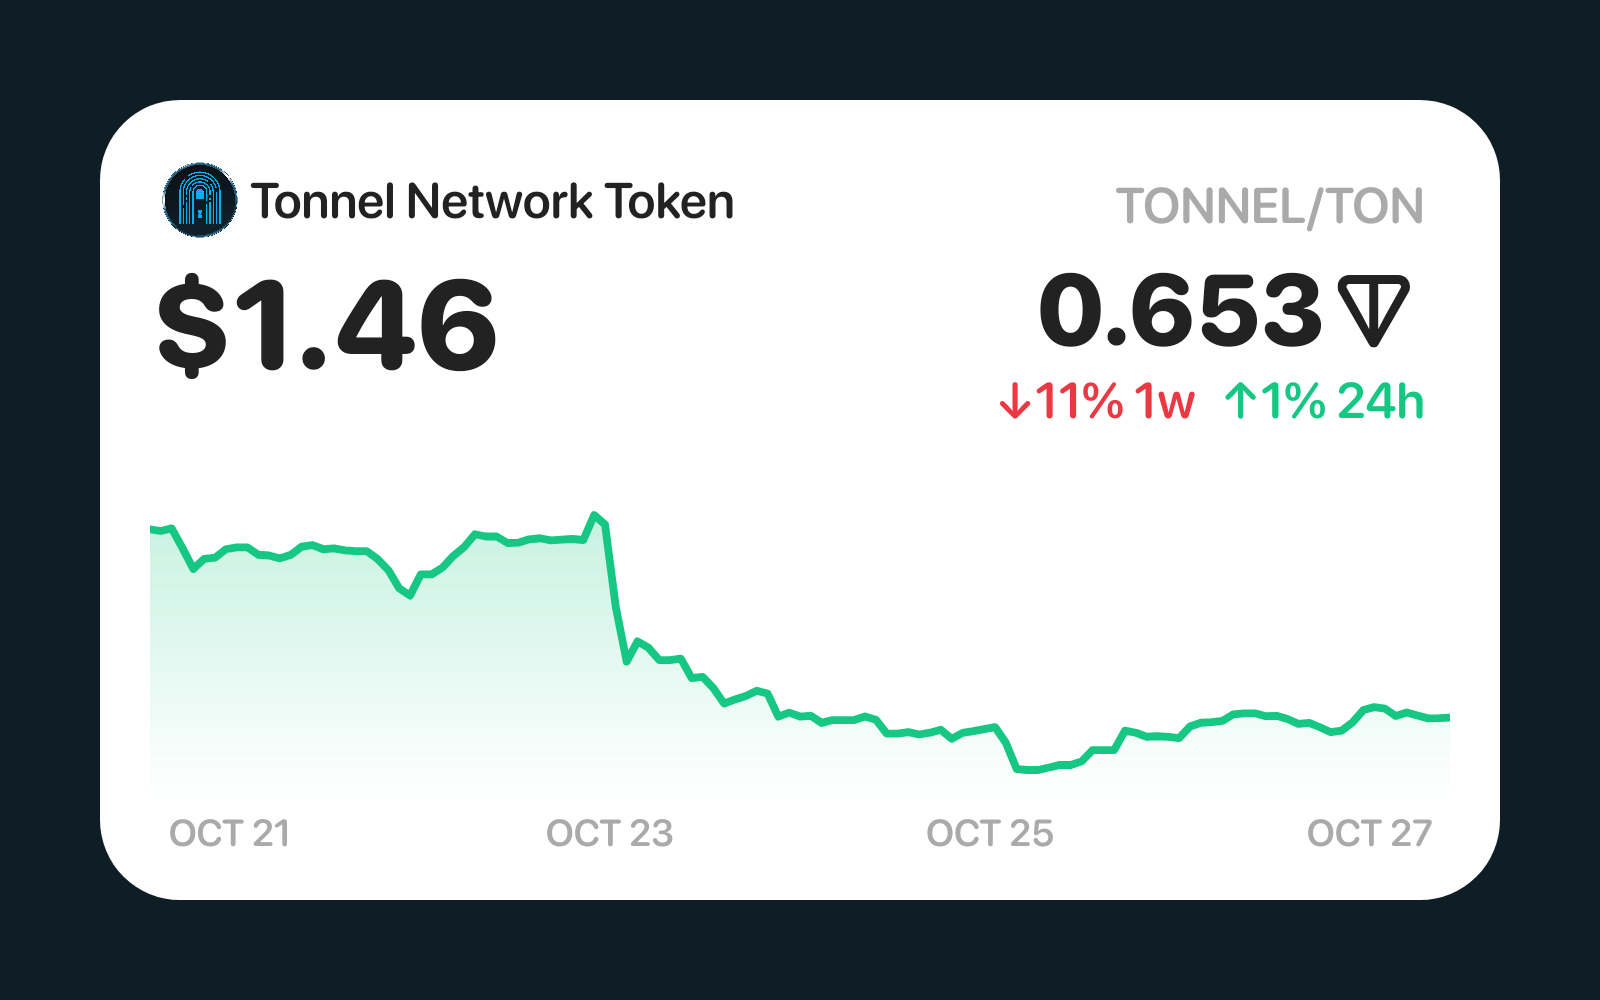 Tonnel Network Token
TONNEL/TON
$1.46
0.653
↓11% 1w ↑1% 24h
OCT 21 OCT 23 OCT 25 OCT 27